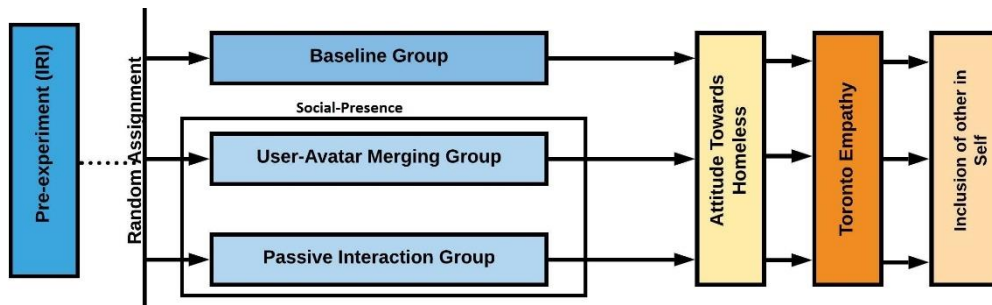 Pre-experiment (IRI)
Random Assignment
Baseline Group
Social-Presence
User-Avatar Merging Group
Passive Interaction Group
Attitude Towards
Homeless
Toronto Empathy
Inclusion of other in
Self